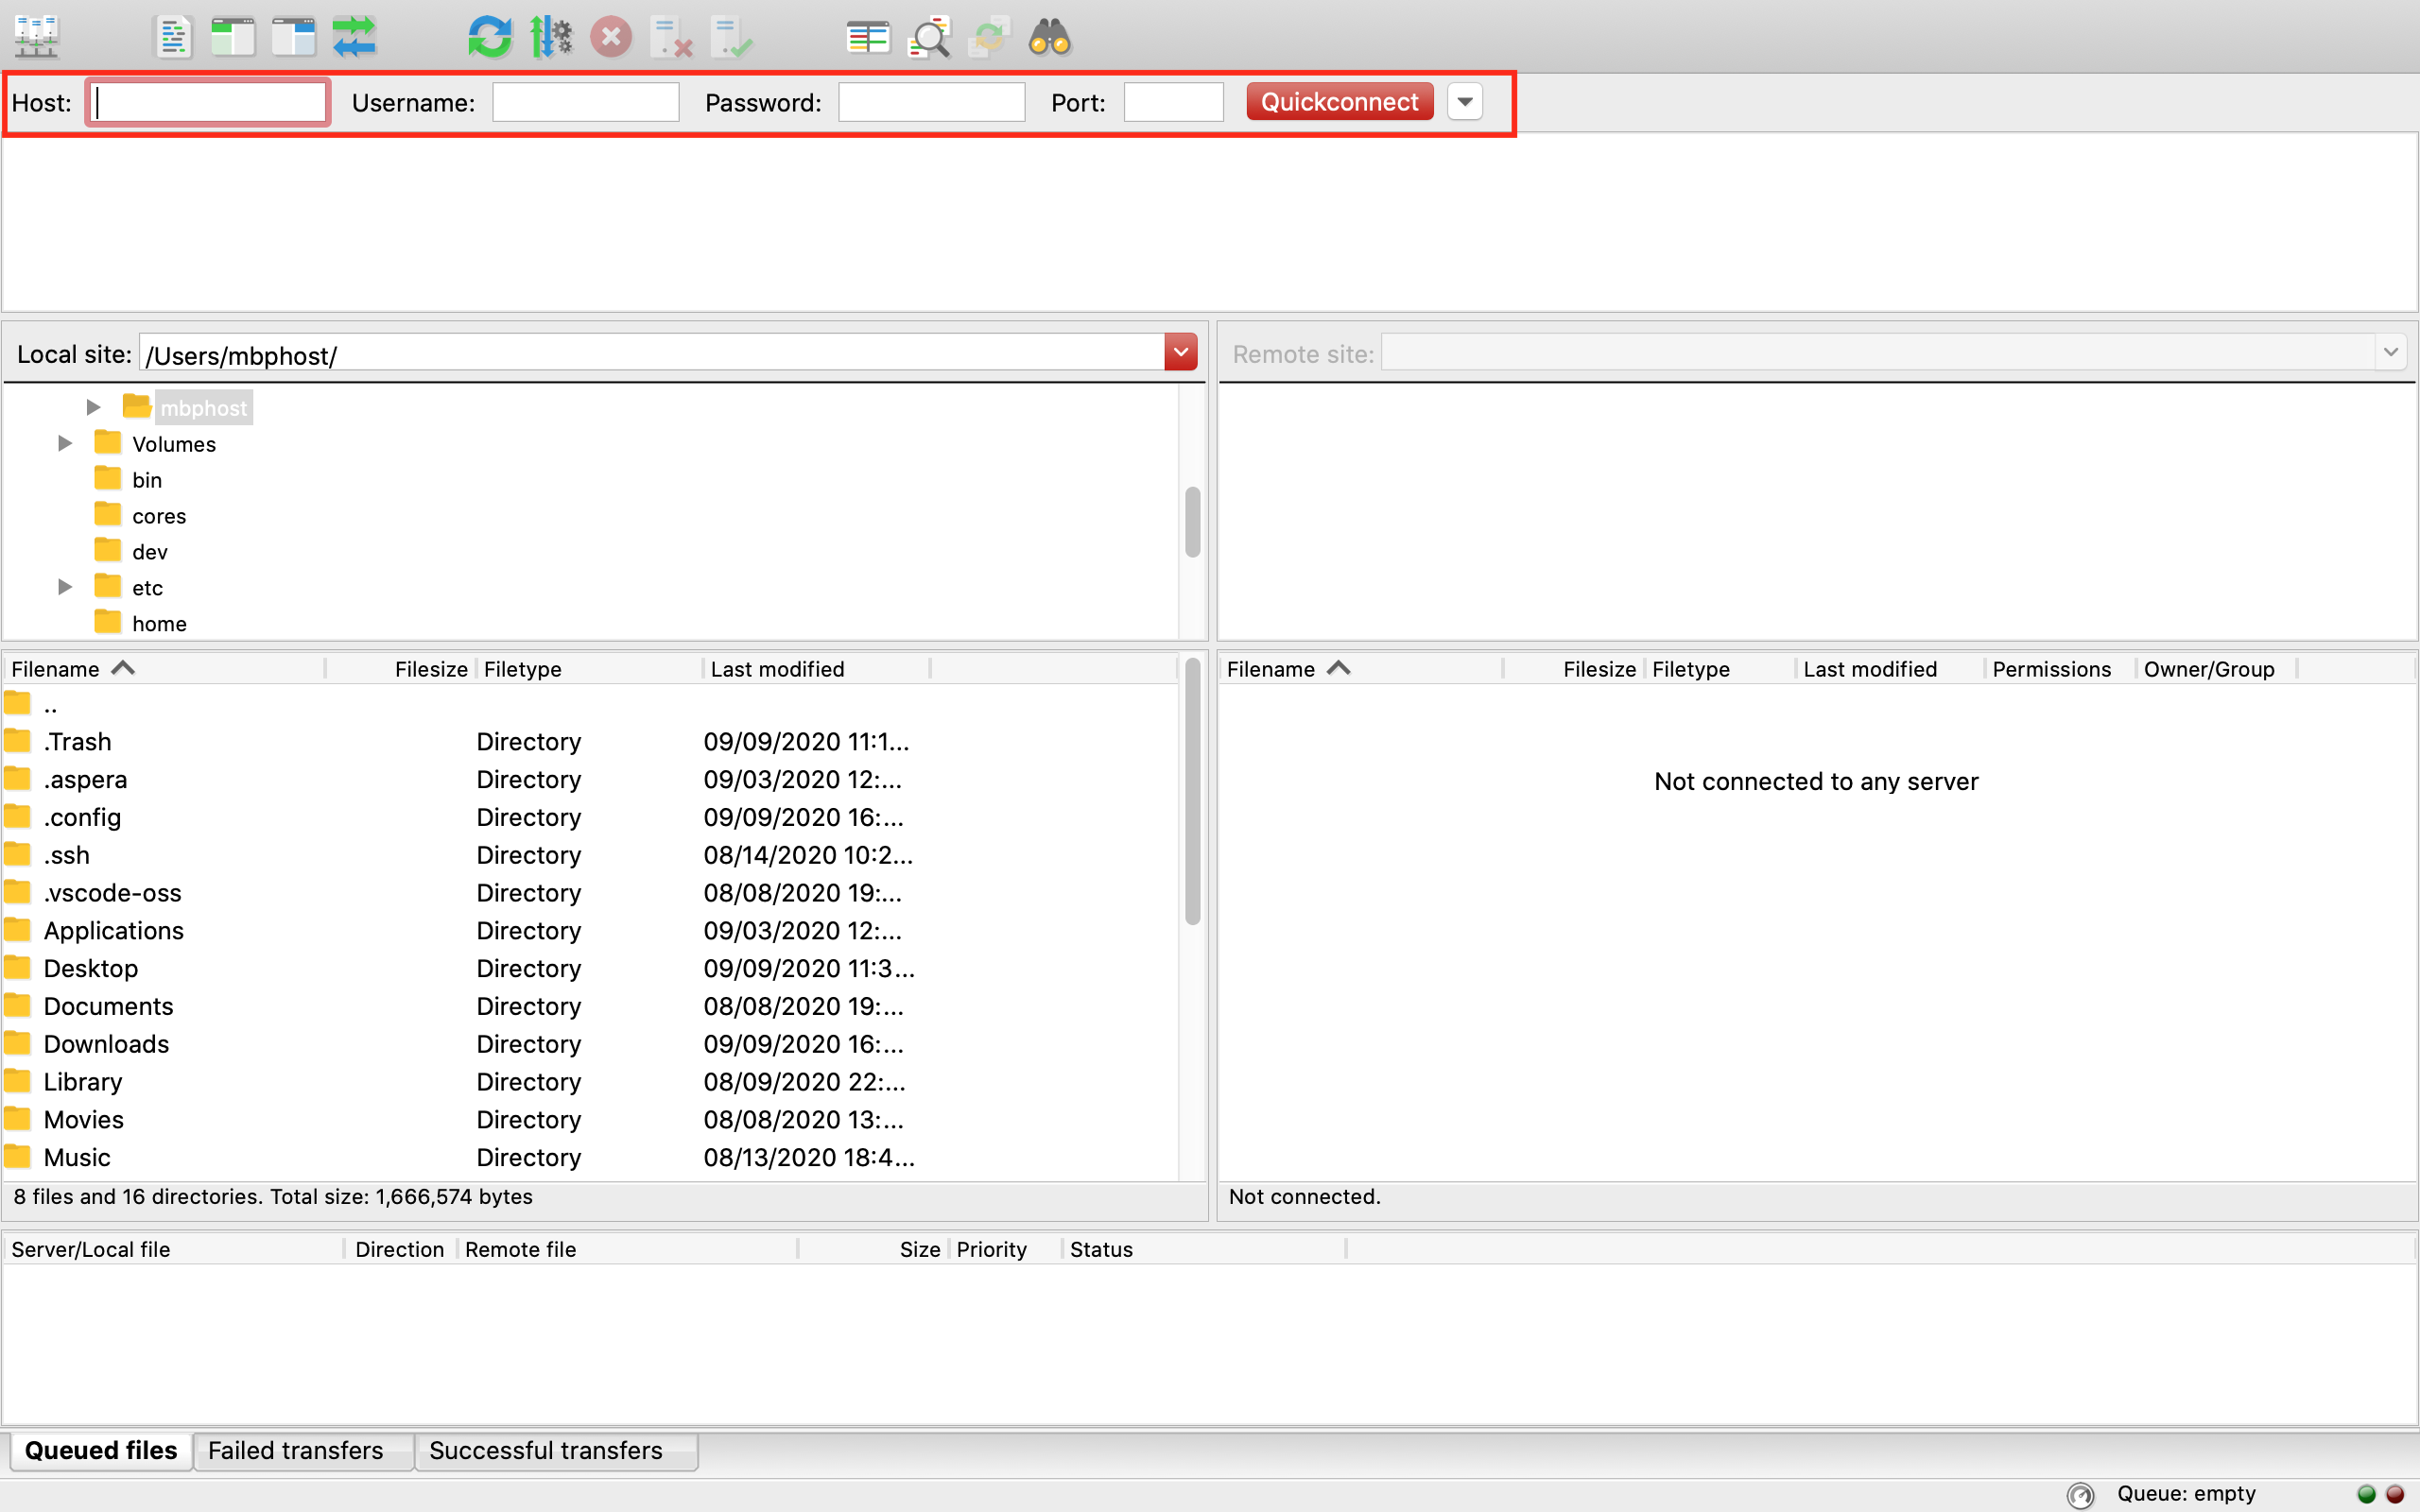 Host: Username: Password: Port: Quickconnect
Local site: /Users/mbphost/
Remote site:
mbphost
Volumes
bin
cores
dev
etc
home
Filename Filesize Filetype Last modified
..
.Trash Directory 09/09/2020 11:1...
.aspera Directory 09/03/2020 12:...
.config Directory 09/09/2020 16:...
.ssh Directory 08/14/2020 10:2...
.vscode-oss Directory 08/08/2020 19:...
Applications Directory 09/03/2020 12:...
Desktop Directory 09/09/2020 11:3...
Documents Directory 08/08/2020 19:...
Downloads Directory 09/09/2020 16:...
Library Directory 08/09/2020 22:...
Movies Directory 08/08/2020 13:...
Music Directory 08/13/2020 18:4...
8 files and 16 directories. Total size: 1,666,574 bytes
Filename Filesize Filetype Last modified Permissions Owner/Group
Not connected to any server
Not connected.
Server/Local file Direction Remote file Size Priority Status
Queued files Failed transfers Successful transfers
Queue: empty